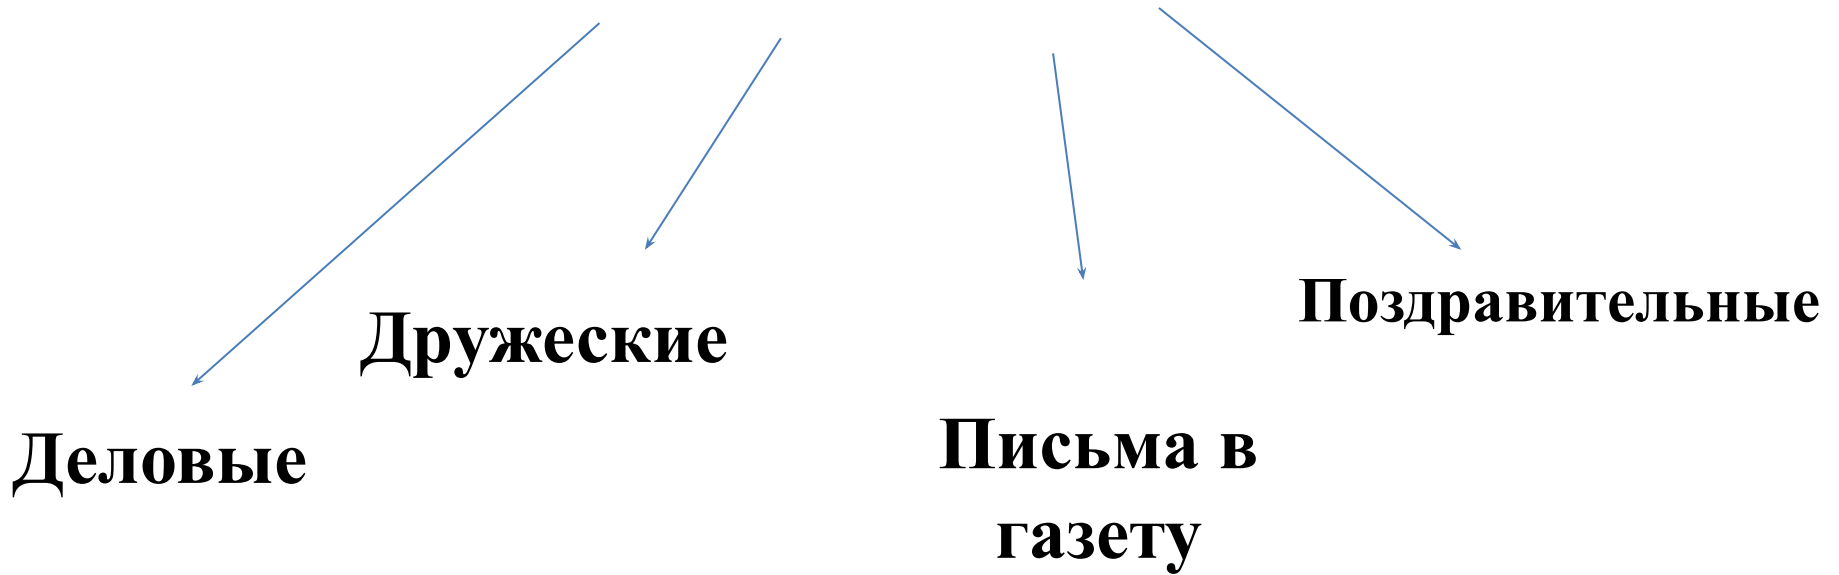 Поздравительные
Дружеские
Деловые
Письма в
газету